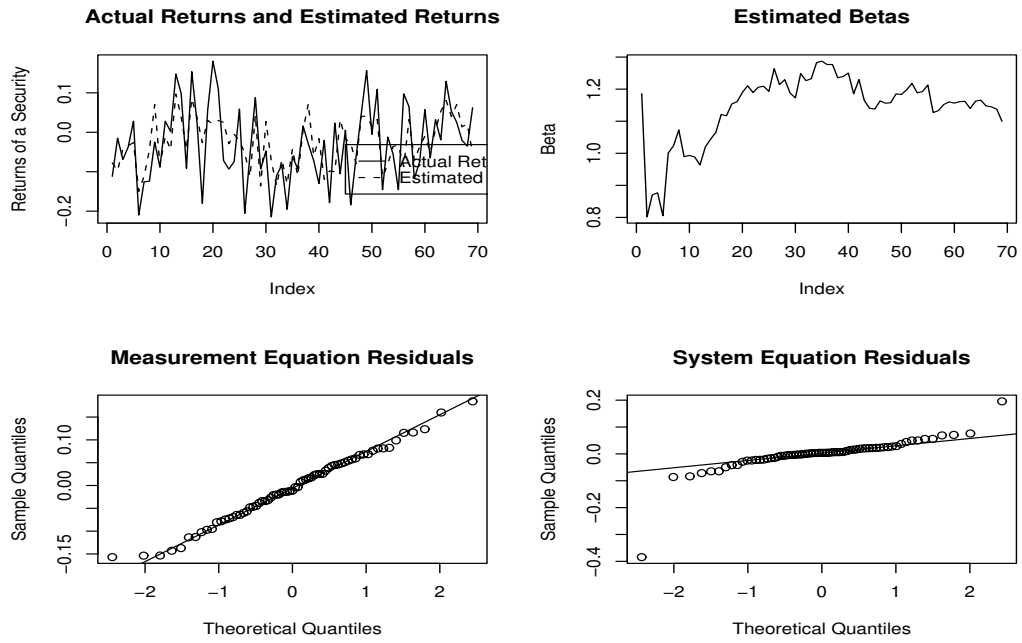 Actual Returns and Estimated Returns
Returns of a Security
0.1
0.0
−0.2
Actual Ret
Estimated
0 10 20 30 40 50 60 70
Index
Estimated Betas
Beta
1.2
1.0
0.8
0 10 20 30 40 50 60 70
Index
Measurement Equation Residuals
Sample Quantiles
0.10
0.00
−0.15
−2 −1 0 1 2
Theoretical Quantiles
System Equation Residuals
Sample Quantiles
0.2
0.0
−0.2
−0.4
−2 −1 0 1 2
Theoretical Quantiles